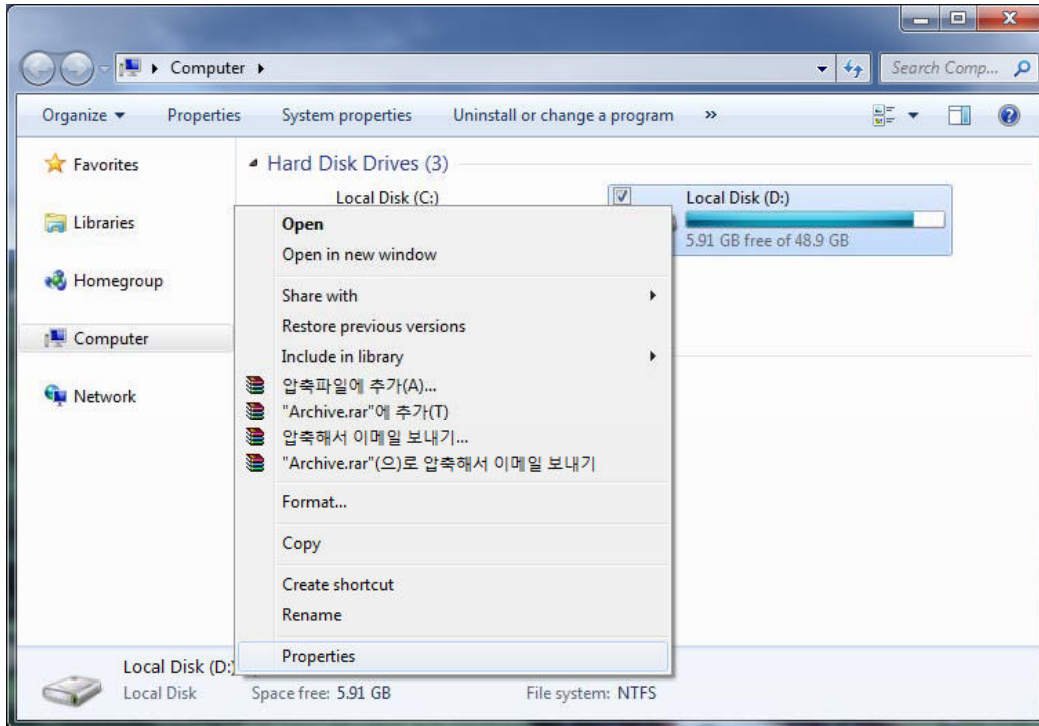 Computer
Search Comp...
Organize
Properties
System properties
Uninstall or change a program
»
Favorites
Libraries
Homegroup
Computer
Network
Hard Disk Drives (3)
Local Disk (C:)
Local Disk (D:)
5.91 GB free of 48.9 GB
Open
Open in new window
Share with
Restore previous versions
Include in library
압축파일에 추가(A)...
"Archive.rar"에 추가(T)
압축해서 이메일 보내기...
"Archive.rar"(으)로 압축해서 이메일 보내기
Format...
Copy
Create shortcut
Rename
Properties
Local Disk (D:)
Local Disk
Space free: 5.91 GB
File system: NTFS